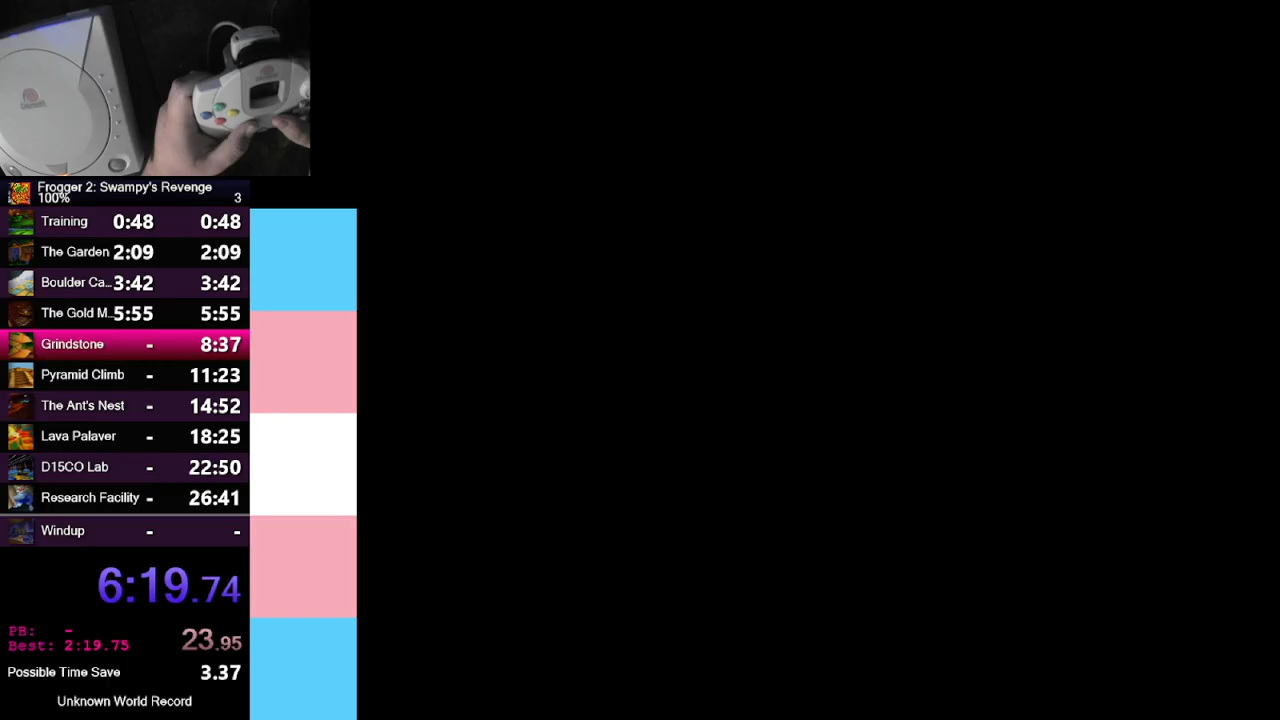 Frogger 2: Swampy's Revenge
100% 3
Training 0:48 0:48
The Garden 2:09 2:09
Boulder Ca... 3:42 3:42
The Gold M... 5:55 5:55
Grindstone - 8:37
Pyramid Climb - 11:23
The Ant's Nest - 14:52
Lava Palaver - 18:25
D15CO Lab - 22:50
Research Facility - 26:41
Windup - -
6:19.74
PB: -
Best: 2:19.75 23.95
Possible Time Save 3.37
Unknown World Record